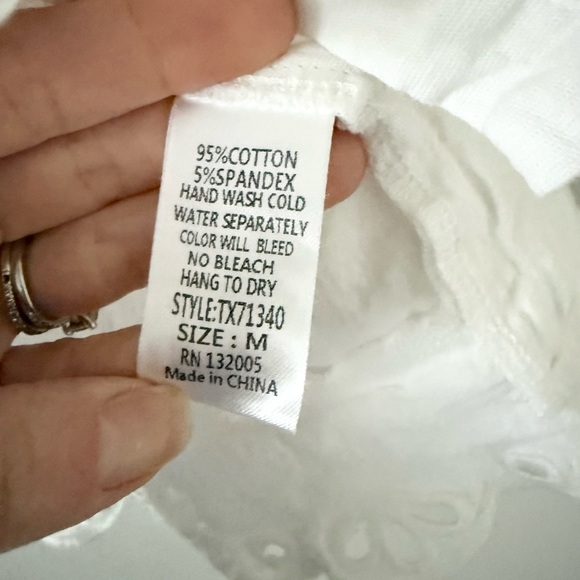 95%COTTON
5%SPANDEX
HAND WASH COLD
WATER SEPARATELY
COLOR WILL BLEED
NO BLEACH
HANG TO DRY
STYLE:TX71340
SIZE : M
RN 132005
Made in CHINA